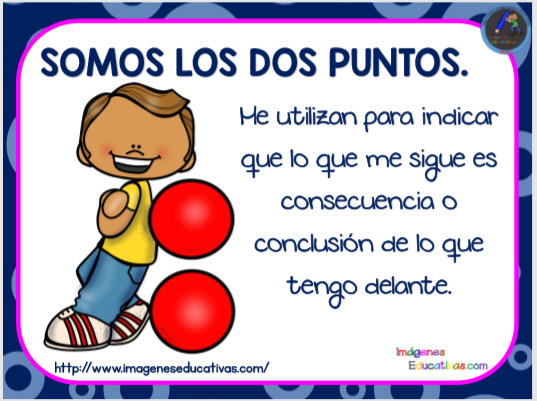 SOMOS LOS DOS PUNTOS.
Me utilizan para indicar
que lo que me sigue es
consecuencia o
conclusión de lo que
tengo delante.
http://www.imageneseducativas.com/
Imágenes
Educativas.com